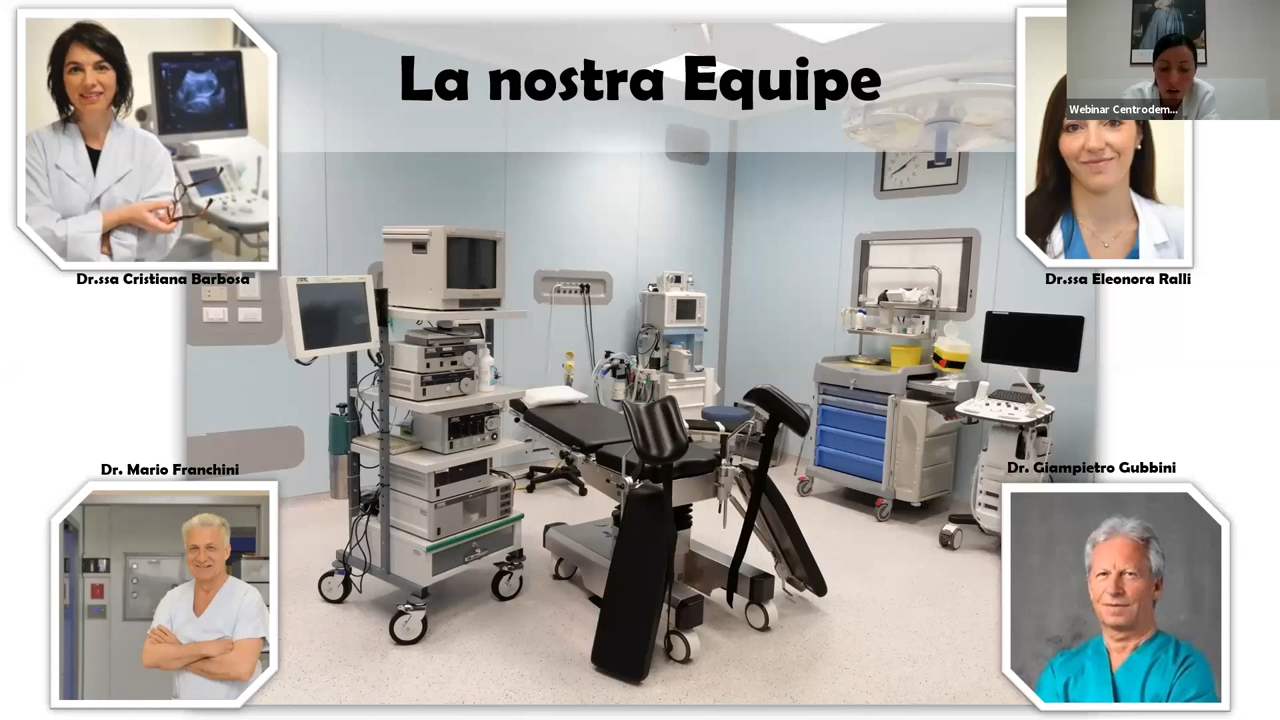 La nostra Equipe
Webinar Centrodem...
Dr.ssa Cristiana Barbosa
Dr.ssa Eleonora Ralli
Dr. Mario Franchini
Dr. Giampietro Gubbini